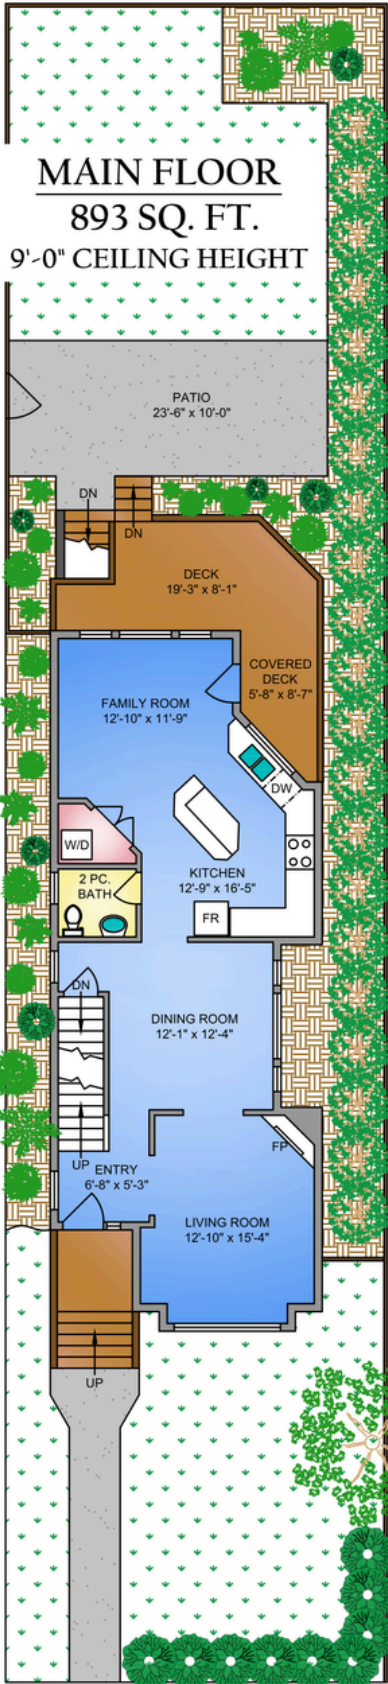 MAIN FLOOR
893 SQ. FT.
9'-0" CEILING HEIGHT
PATIO
23'-6" x 10'-0"
DN
DN
DECK
19'-3" x 8'-1"
COVERED
DECK
5'-8" x 8'-7"
FAMILY ROOM
12'-10" x 11'-9"
DW
W/D
KITCHEN
12'-9" x 16'-5"
2 PC.
BATH
FR
DN
DINING ROOM
12'-1" x 12'-4"
FP
UP
ENTRY
6'-8" x 5'-3"
LIVING ROOM
12'-10" x 15'-4"
UP